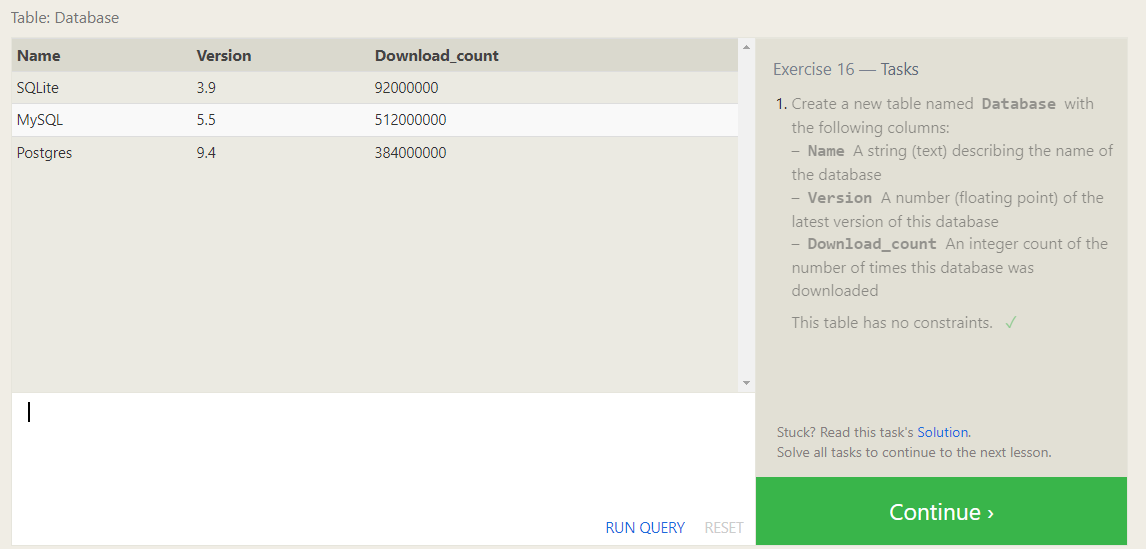 Table: Database
Name Version Download_count
SQLite 3.9 92000000
MySQL 5.5 512000000
Postgres 9.4 384000000
RUN QUERY RESET
Exercise 16 — Tasks
1. Create a new table named Database with
the following columns:
– Name A string (text) describing the name of
the database
– Version A number (floating point) of the
latest version of this database
– Download_count An integer count of the
number of times this database was
downloaded
This table has no constraints. ✓
Stuck? Read this task's Solution.
Solve all tasks to continue to the next lesson.
Continue ›